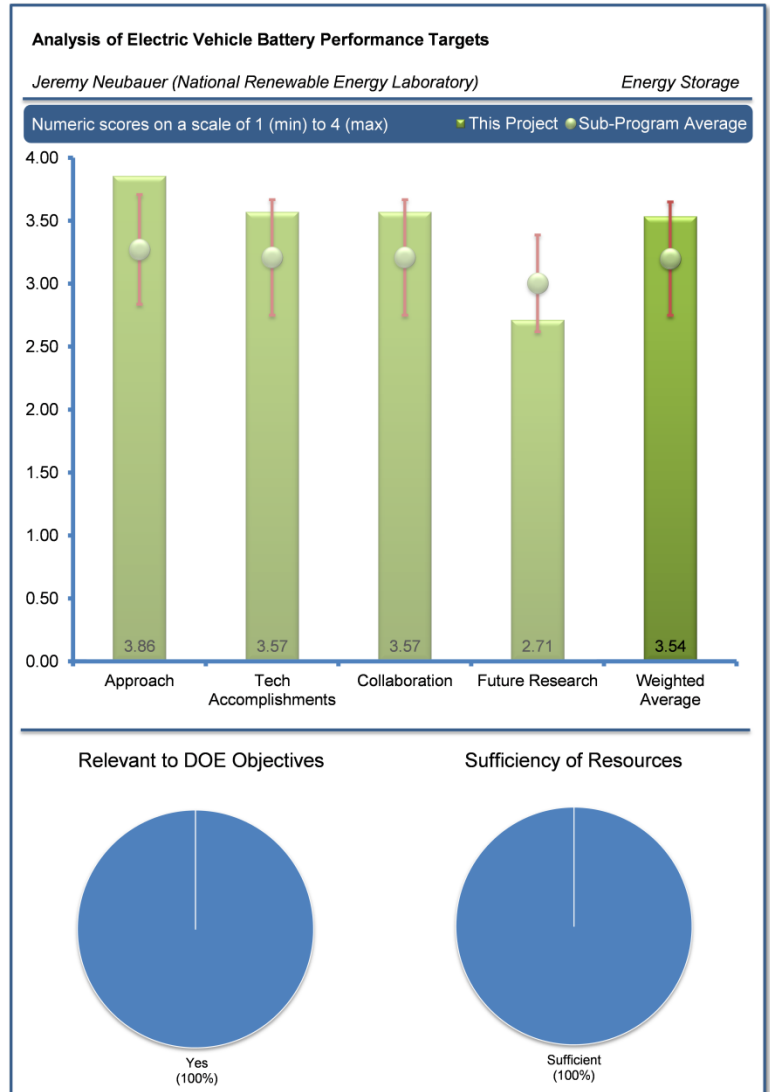 Analysis of Electric Vehicle Battery Performance Targets
Jeremy Neubauer (National Renewable Energy Laboratory) Energy Storage
Numeric scores on a scale of 1 (min) to 4 (max) This Project Sub-Program Average
4.00
3.50
3.00
2.50
2.00
1.50
1.00
0.50
0.00
3.86 3.57 3.57 2.71 3.54
Approach Tech Accomplishments Collaboration Future Research Weighted Average
Relevant to DOE Objectives Sufficiency of Resources
Yes
(100%)
Sufficient
(100%)